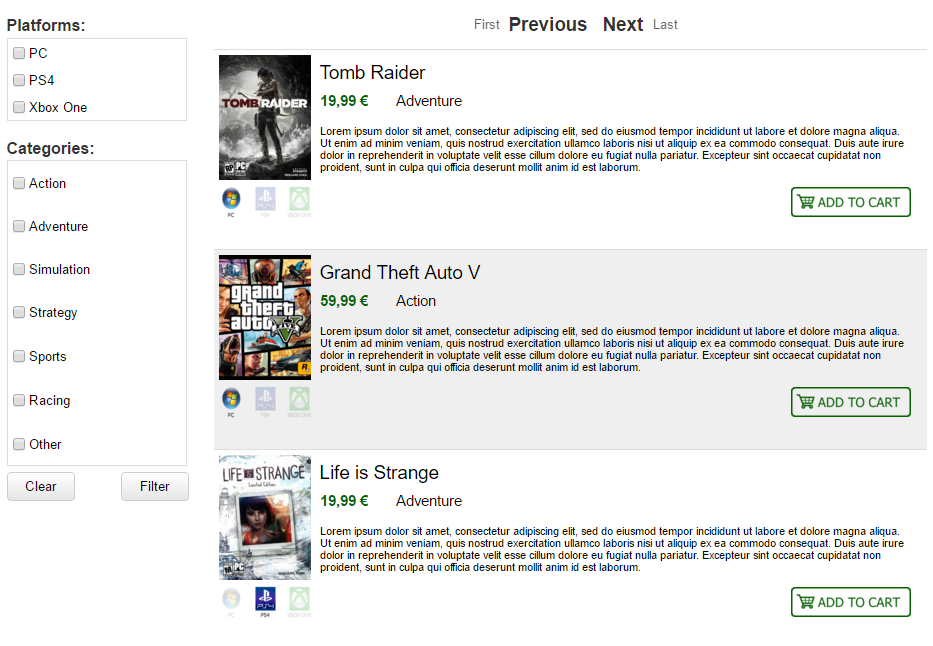 Platforms:
PC
PS4
Xbox One
Categories:
Action
Adventure
Simulation
Strategy
Sports
Racing
Other
Clear Filter
First Previous Next Last
TOMB RAIDER
PC
Tomb Raider
19,99 € Adventure
Lorem ipsum dolor sit amet, consectetur adipiscing elit, sed do eiusmod tempor incididunt ut labore et dolore magna aliqua.
Ut enim ad minim veniam, quis nostrud exercitation ullamco laboris nisi ut aliquip ex ea commodo consequat. Duis aute irure
dolor in reprehenderit in voluptate velit esse cillum dolore eu fugiat nulla pariatur. Excepteur sint occaecat cupidatat non
proident, sunt in culpa qui officia deserunt mollit anim id est laborum.
PC PS4 XBOX ONE
ADD TO CART
grand
theft
auto V
FIVE
R
Grand Theft Auto V
59,99 € Action
Lorem ipsum dolor sit amet, consectetur adipiscing elit, sed do eiusmod tempor incididunt ut labore et dolore magna aliqua.
Ut enim ad minim veniam, quis nostrud exercitation ullamco laboris nisi ut aliquip ex ea commodo consequat. Duis aute irure
dolor in reprehenderit in voluptate velit esse cillum dolore eu fugiat nulla pariatur. Excepteur sint occaecat cupidatat non
proident, sunt in culpa qui officia deserunt mollit anim id est laborum.
PC PS4 XBOX ONE
ADD TO CART
LIFE IS STRANGE
Limited Edition
PC
Life is Strange
19,99 € Adventure
Lorem ipsum dolor sit amet, consectetur adipiscing elit, sed do eiusmod tempor incididunt ut labore et dolore magna aliqua.
Ut enim ad minim veniam, quis nostrud exercitation ullamco laboris nisi ut aliquip ex ea commodo consequat. Duis aute irure
dolor in reprehenderit in voluptate velit esse cillum dolore eu fugiat nulla pariatur. Excepteur sint occaecat cupidatat non
proident, sunt in culpa qui officia deserunt mollit anim id est laborum.
PC PS4 XBOX ONE
ADD TO CART